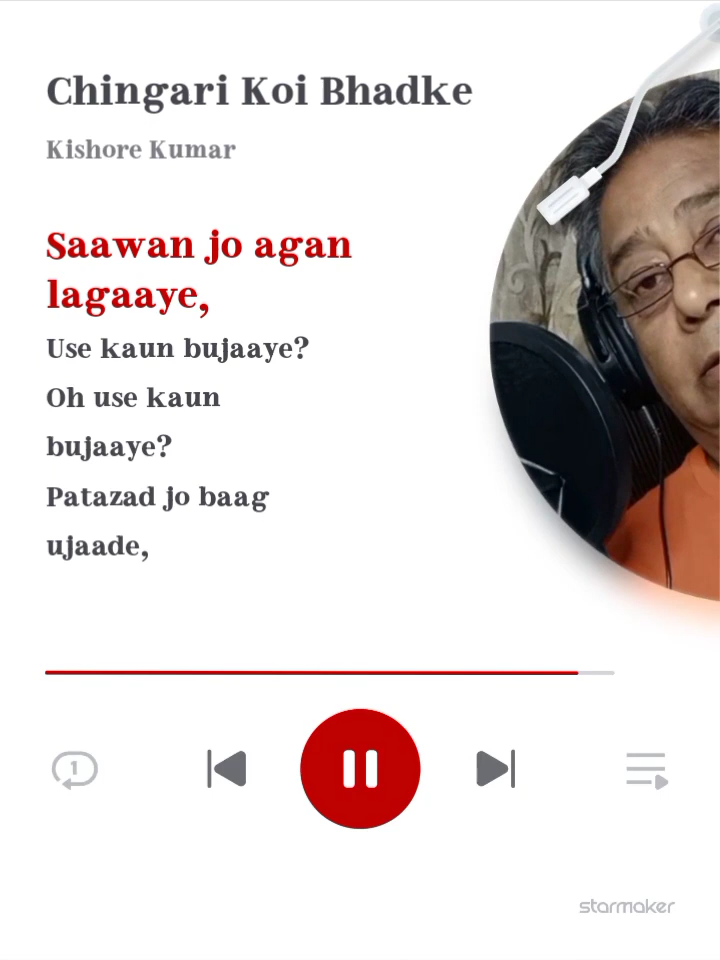 Chingari Koi Bhadke
Kishore Kumar
Saawan jo agan
lagaaye,
Use kaun bujaaye?
Oh use kaun
bujaaye?
Patazad jo baag
ujaade,
1
starmaker